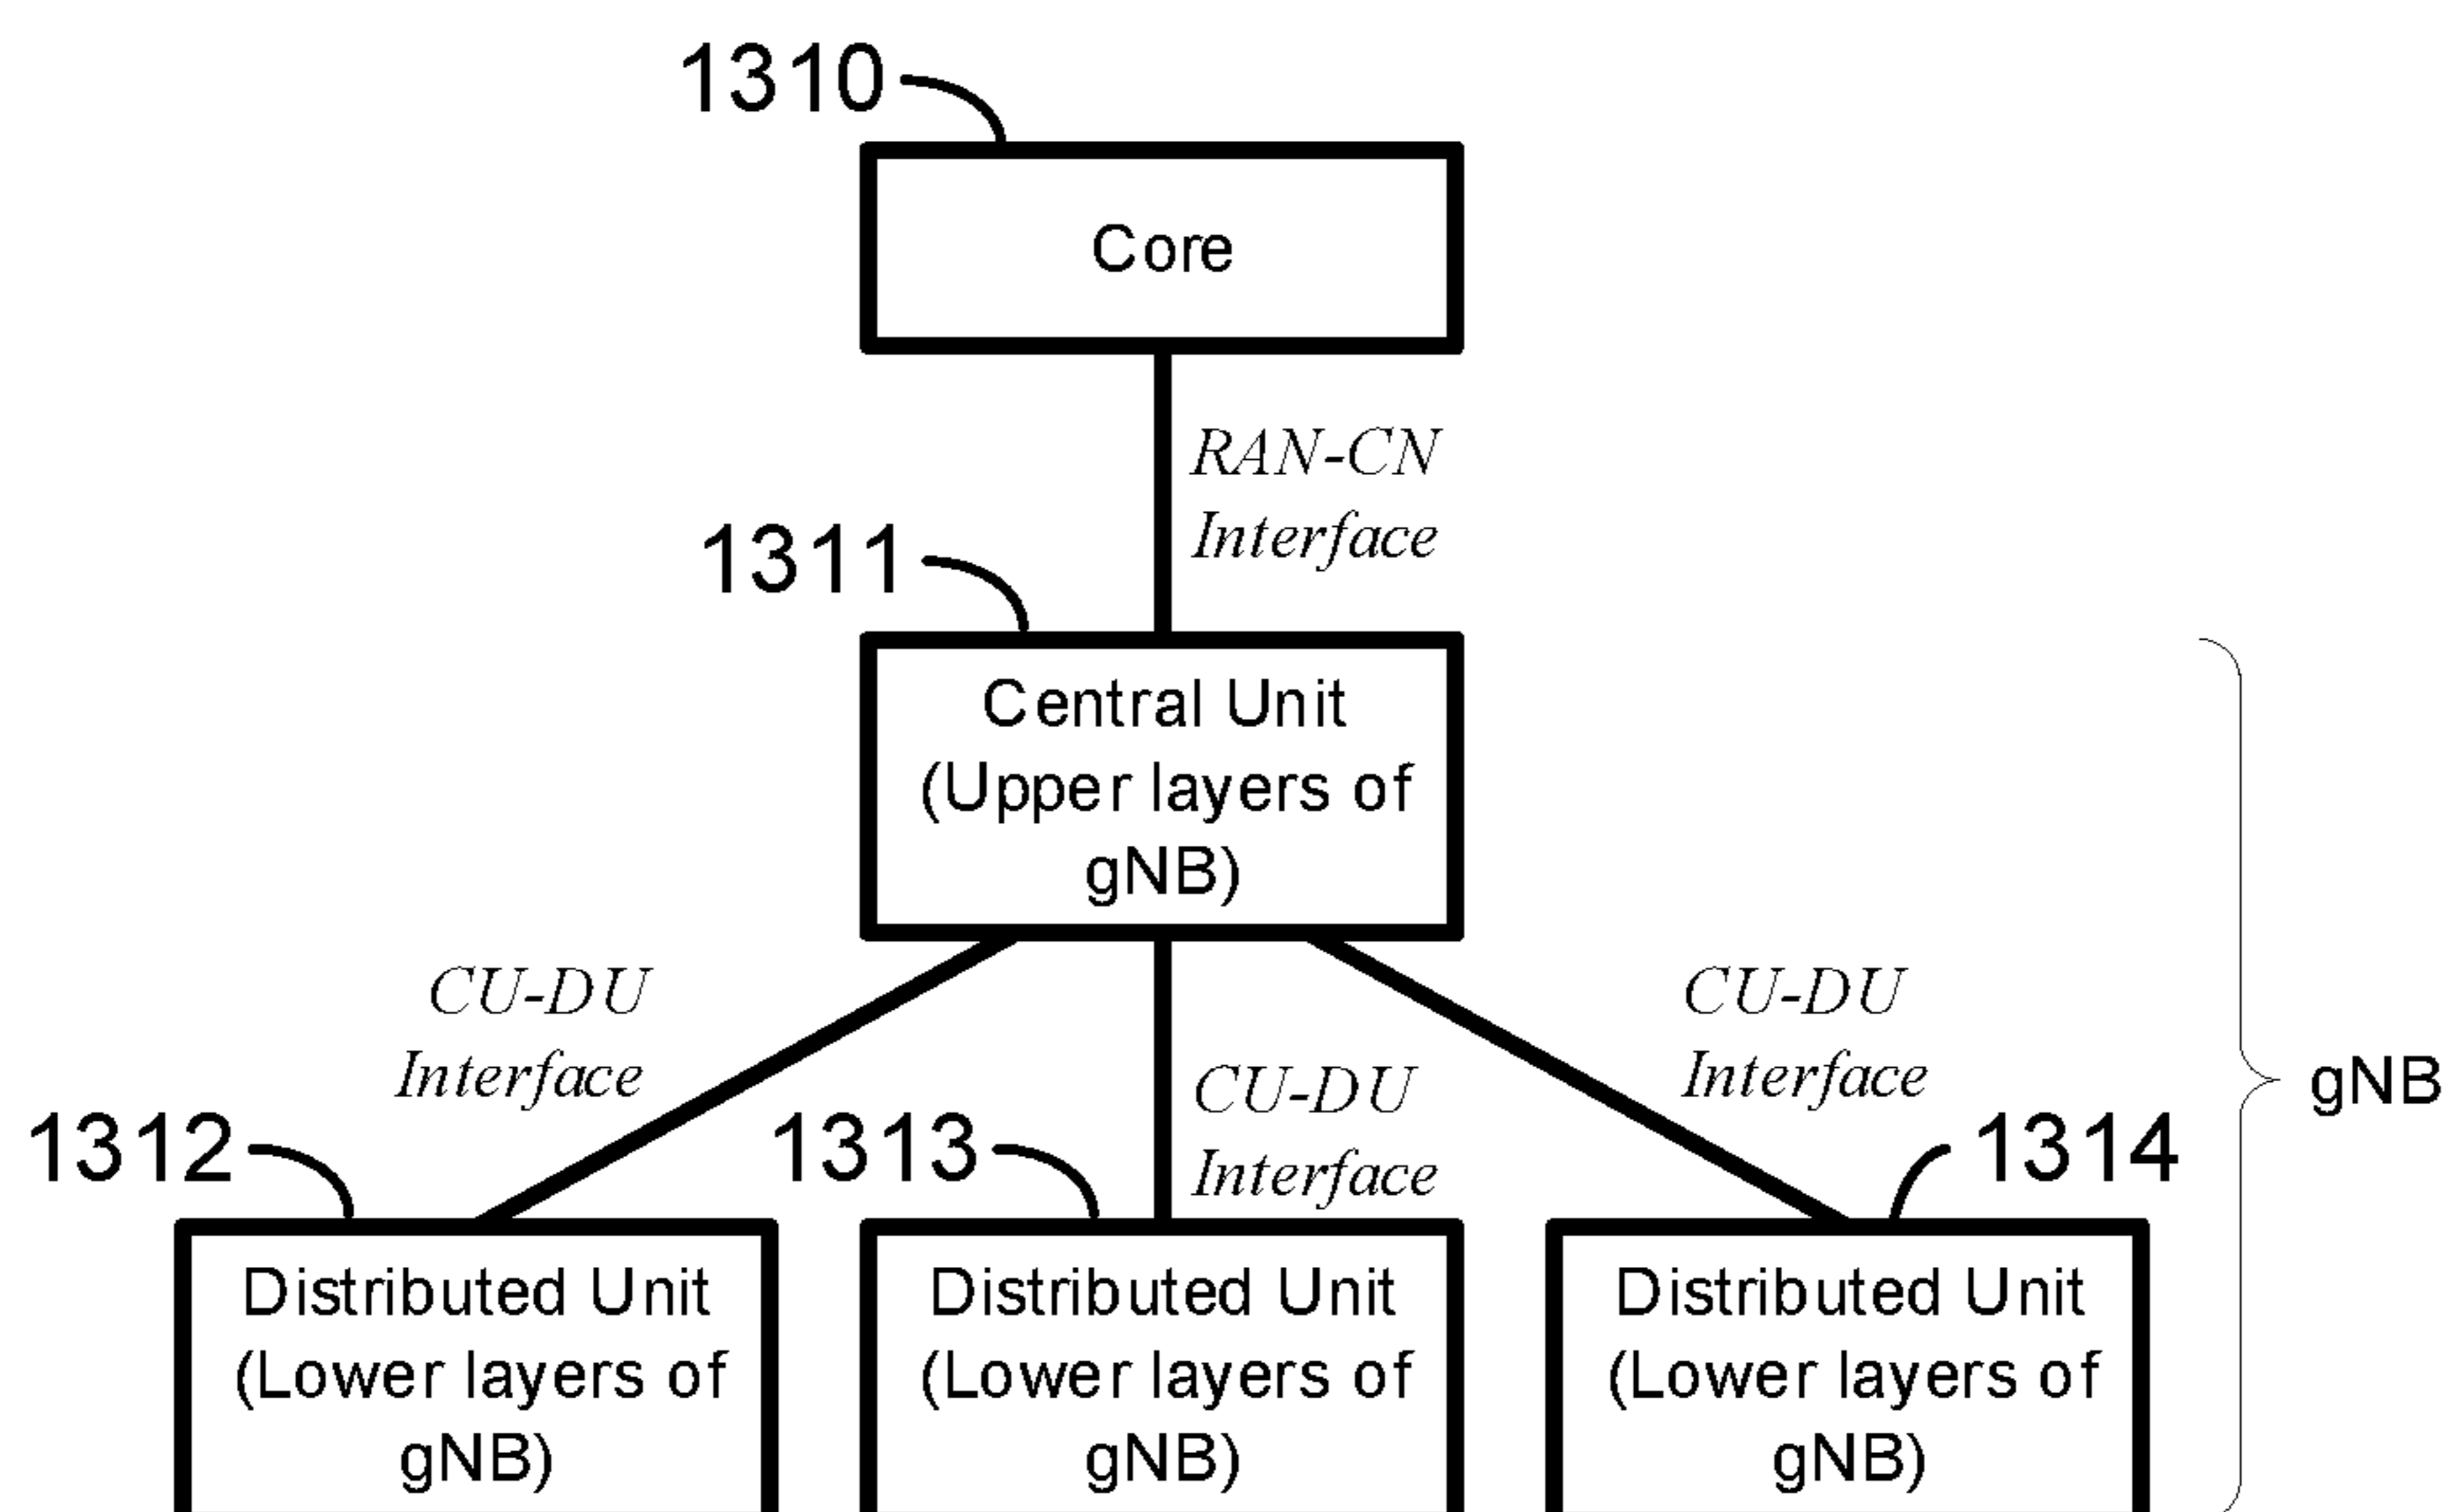 1310
Core
RAN-CN
Interface
1311
Central Unit
(Upper layers of
gNB)
CU-DU
Interface
CU-DU
Interface
CU-DU
Interface
gNB
1312
1313
1314
Distributed Unit
(Lower layers of
gNB)
Distributed Unit
(Lower layers of
gNB)
Distributed Unit
(Lower layers of
gNB)